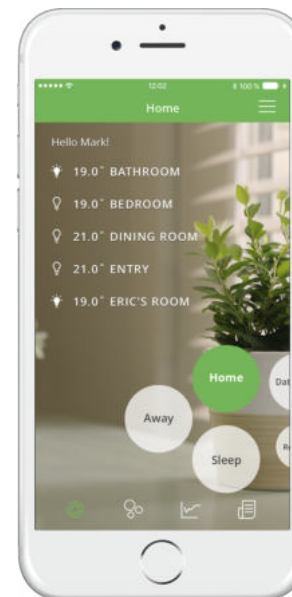 12:02
100 %
Home
Hello Mark!
19.0° BATHROOM
19.0° BEDROOM
21.0° DINING ROOM
21.0° ENTRY
19.0° ERIC'S ROOM
Home
Dat
Away
Sleep